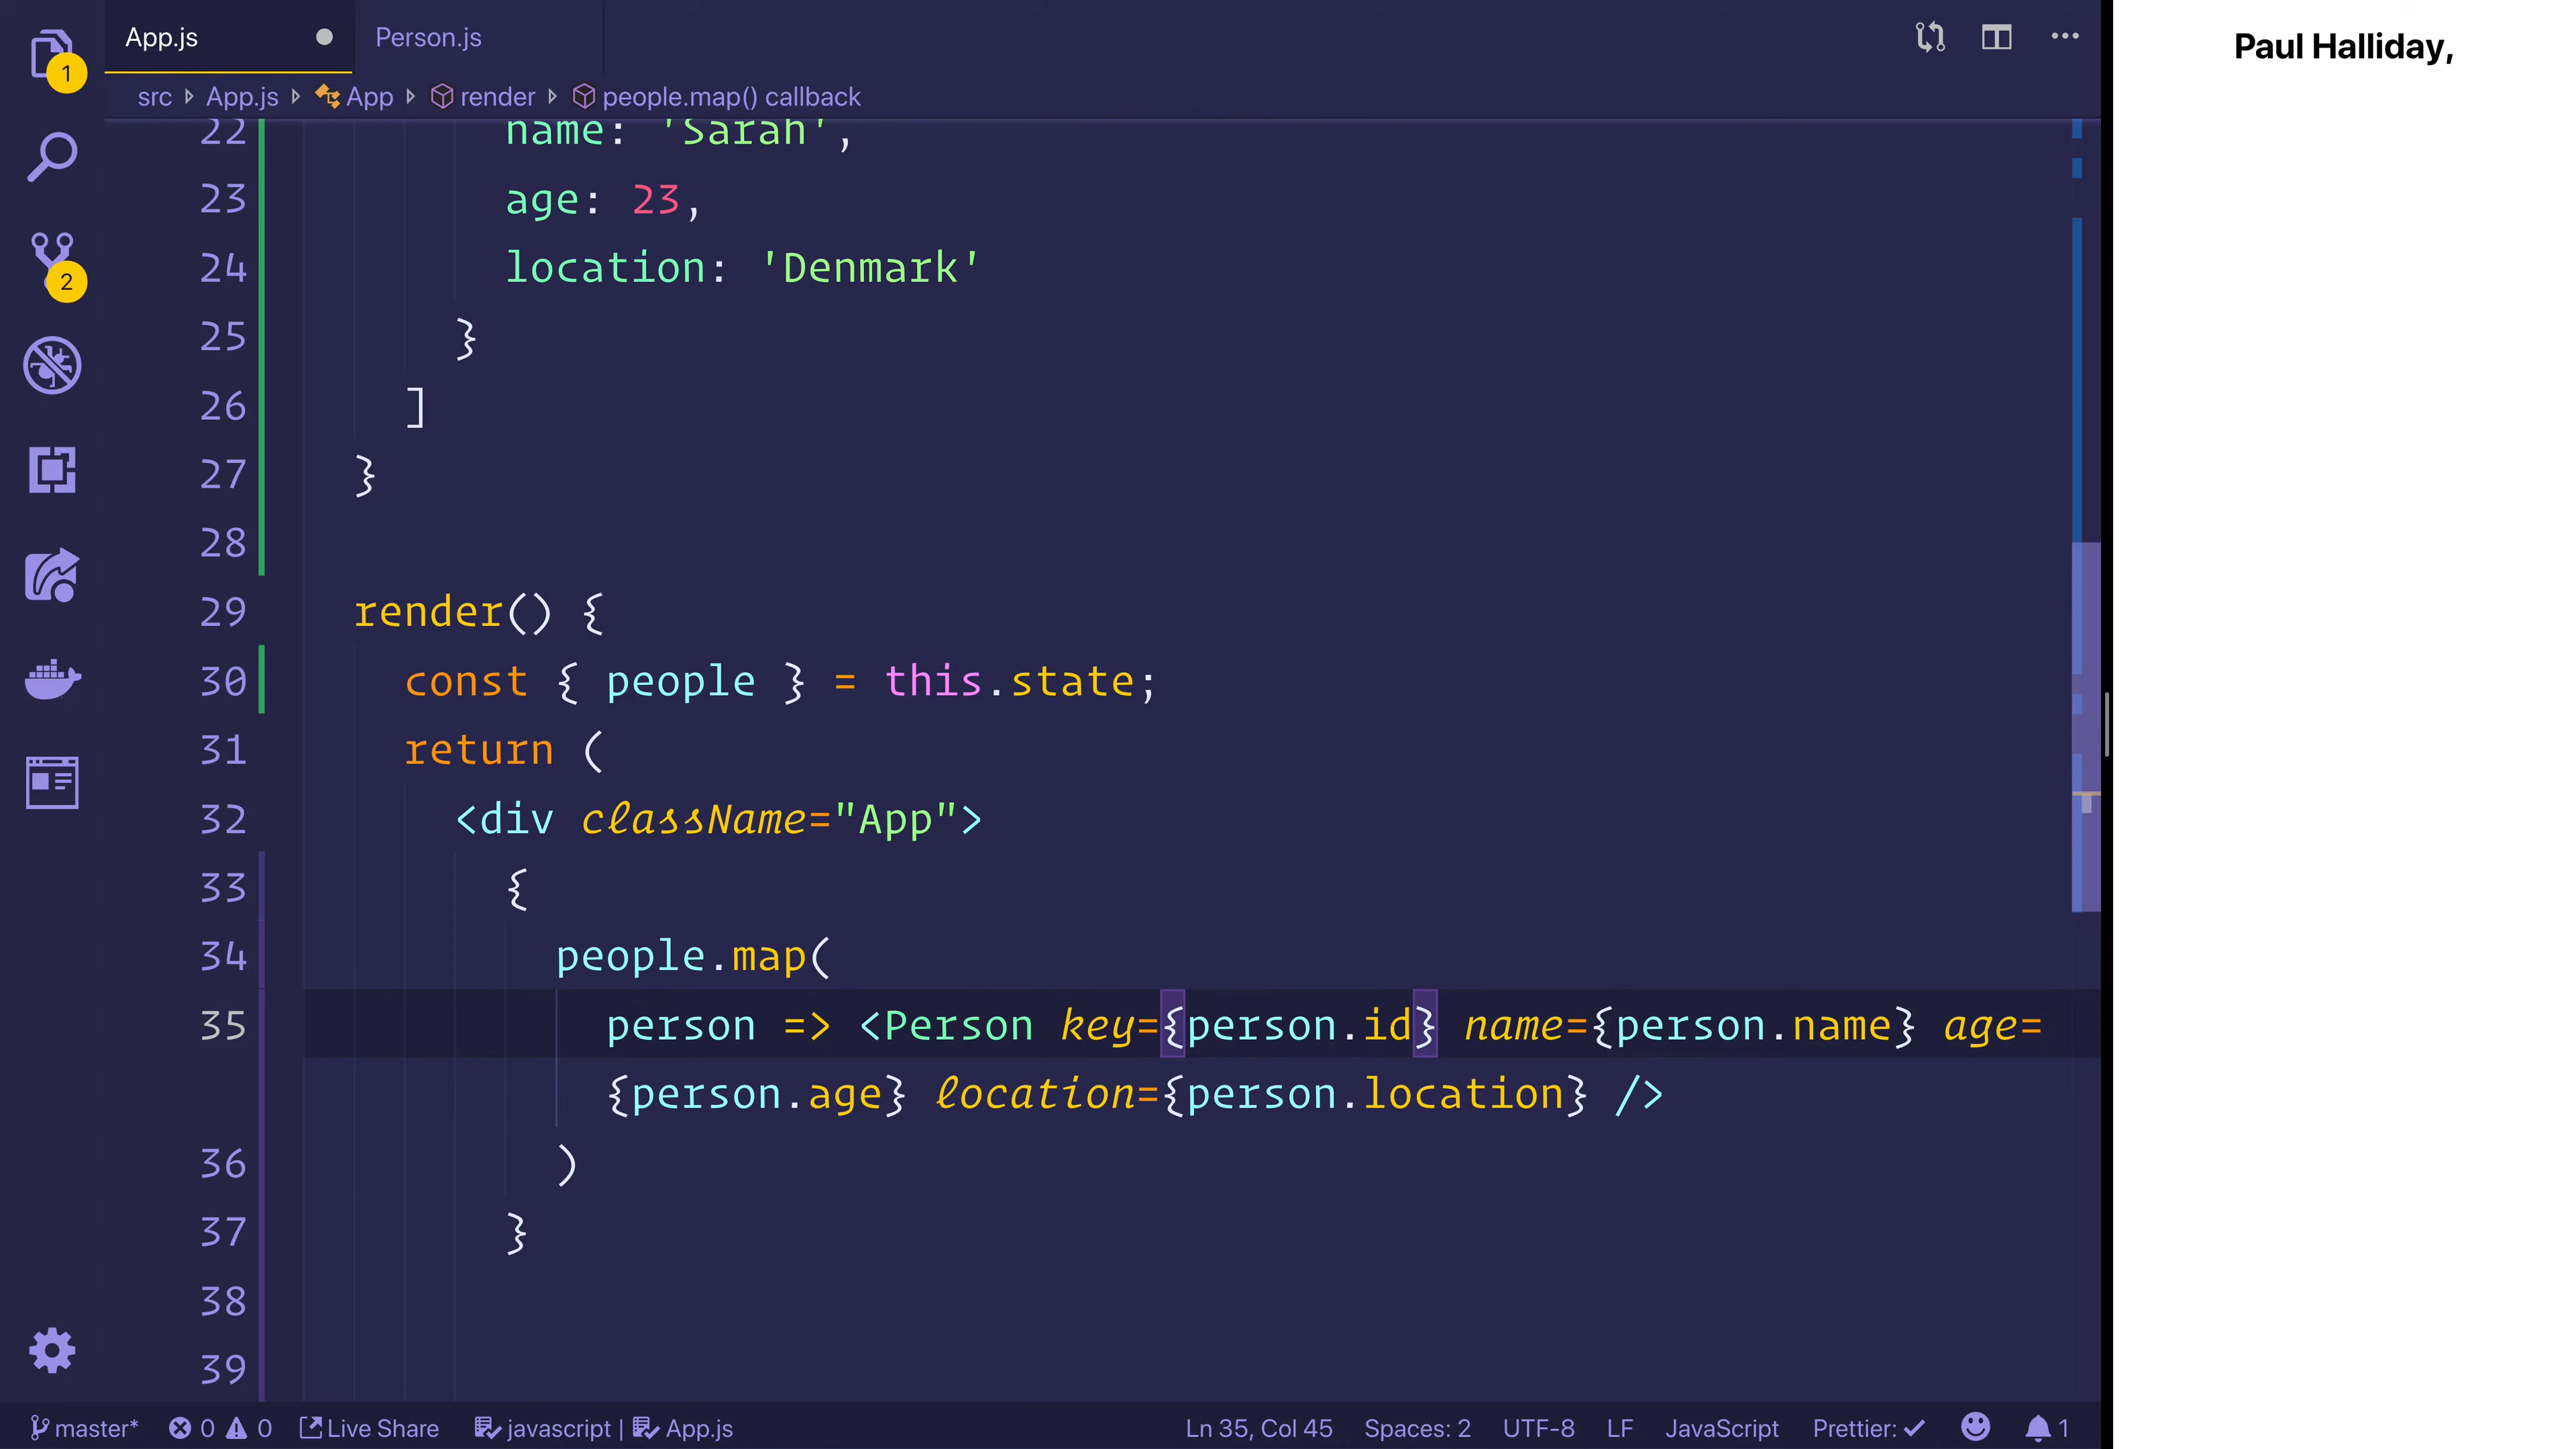 App.js
Person.js
Paul Halliday,
1
src App.js App render people.map() callback
22 name: 'Sarah',
23 age: 23,
24 location: 'Denmark'
2
25 }
26 ]
27 }
28
29 render() {
30 const { people } = this.state;
31 return (
32 <div className="App">
33 {
34 people.map(
35 person => <Person key={person.id} name={person.name} age=
{person.age} location={person.location} />
36 )
37 }
38
39
master* 0 0 Live Share javascript | App.js Ln 35, Col 45 Spaces: 2 UTF-8 LF JavaScript Prettier: ✓ 1